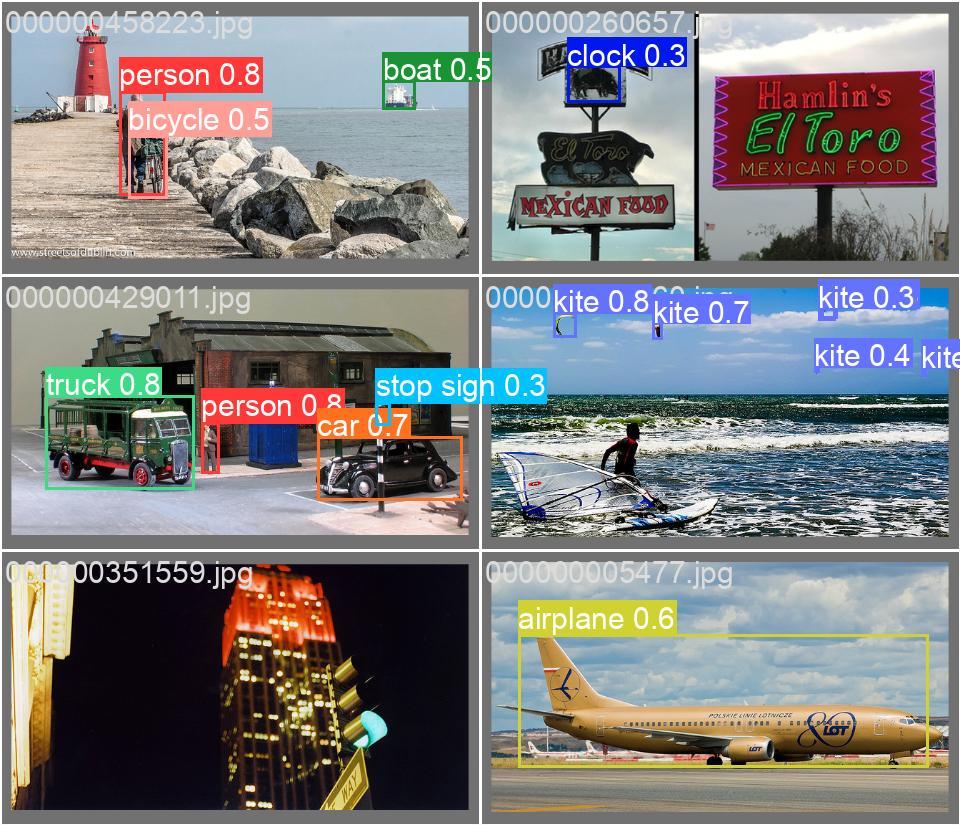 000000458223.jpg
person 0.8
boat 0.5
bicycle 0.5
www.streetsofdublin.com
000000260657.jpg
clock 0.3
El Toro
MEXICAN FOOD
Hamlin's
El Toro
MEXICAN FOOD
000000429011.jpg
truck 0.8
person 0.8
stop sign 0.3
car 0.7
kite 0.8
kite 0.7
kite 0.3
kite 0.4
kite
000000351559.jpg
WAY
000000005477.jpg
airplane 0.6
POLSKIE LINIE LOTNICZE
80
LOT
LOT